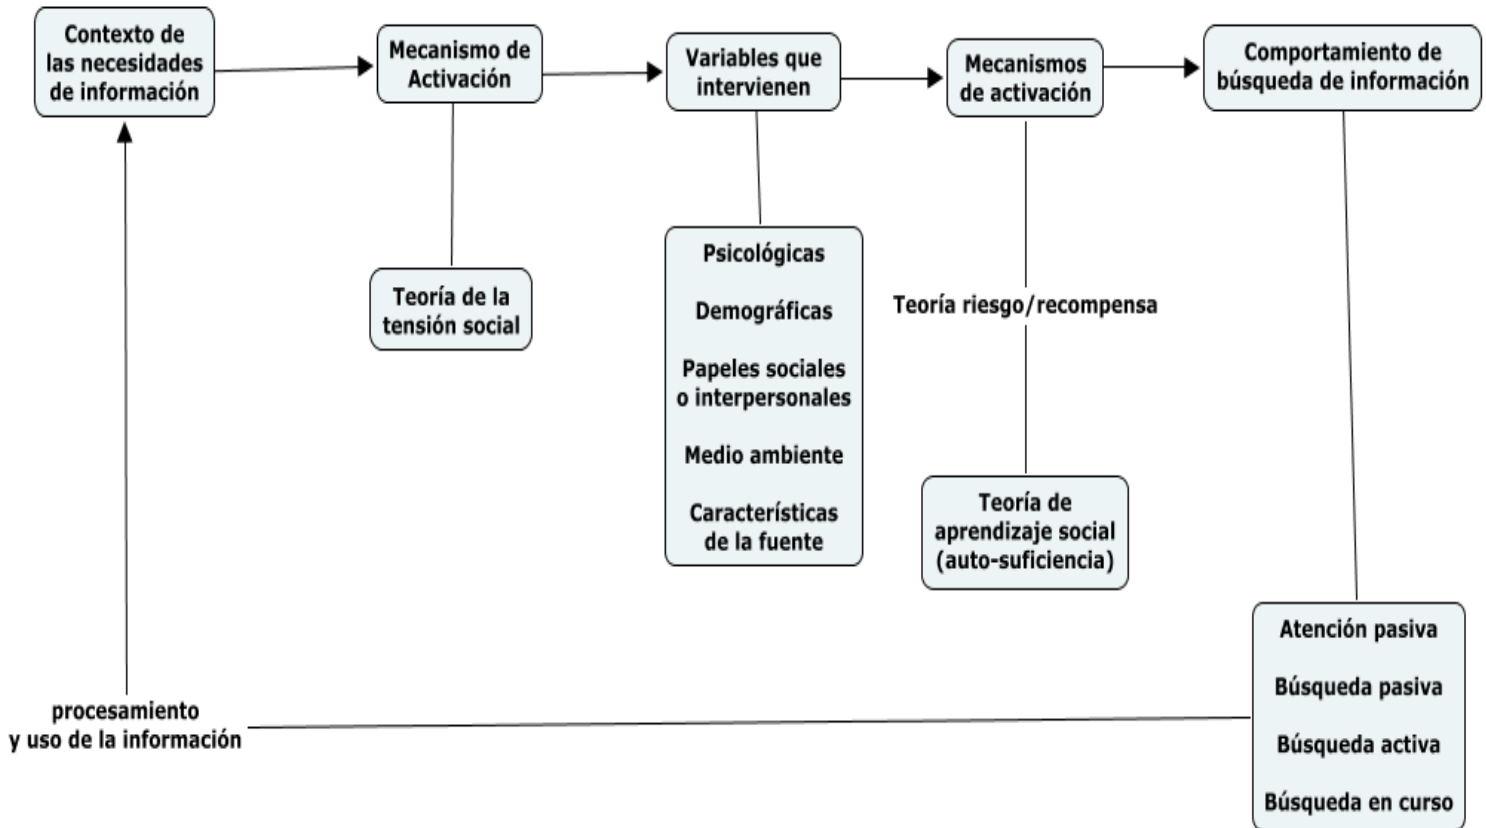 Contexto de
las necesidades
de información
Mecanismo de
Activación
Variables que
intervienen
Mecanismos
de activación
Comportamiento de
búsqueda de información
Teoría de la
tensión social
Psicológicas
Demográficas
Papeles sociales
o interpersonales
Medio ambiente
Características
de la fuente
Teoría riesgo/recompensa
Teoría de
aprendizaje social
(auto-suficiencia)
Atención pasiva
Búsqueda pasiva
Búsqueda activa
Búsqueda en curso
procesamiento
y uso de la información